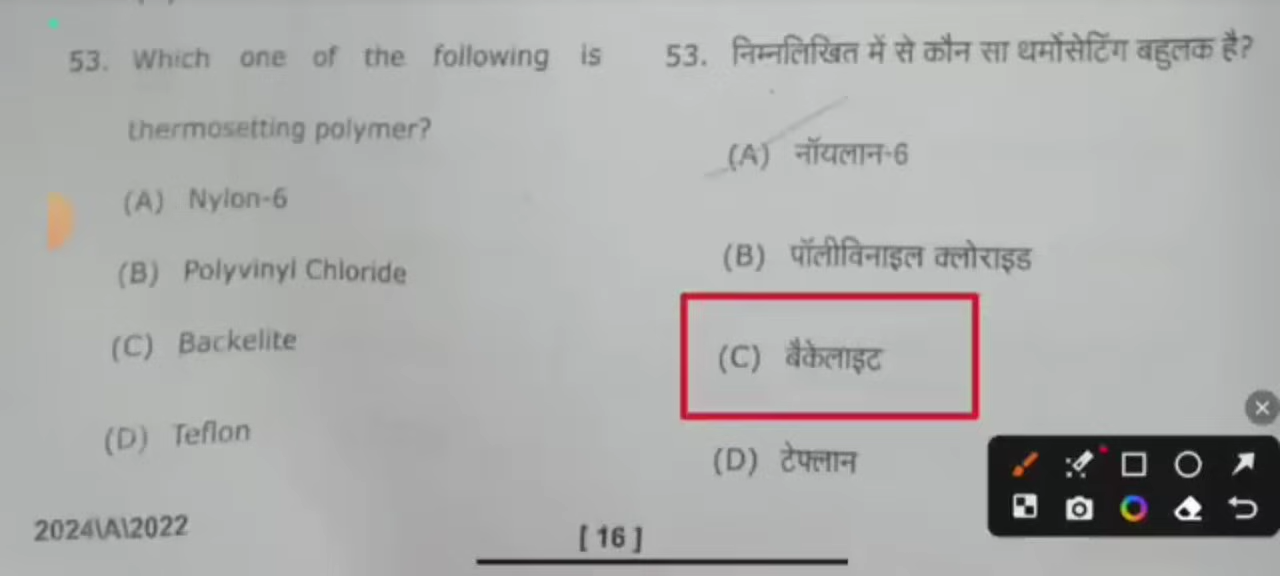 53. Which one of the following is
thermosetting polymer?
(A) Nylon-6
(B) Polyvinyl Chloride
(C) Backelite
(D) Teflon
2024\A\2022
53. निम्नलिखित में से कौन सा थर्मोसेटिंग बहुलक है?
(A) नॉयलान-6
(B) पॉलीविनाइल क्लोराइड
(C) बैकेलाइट
(D) टेफ्लान
[ 16 ]